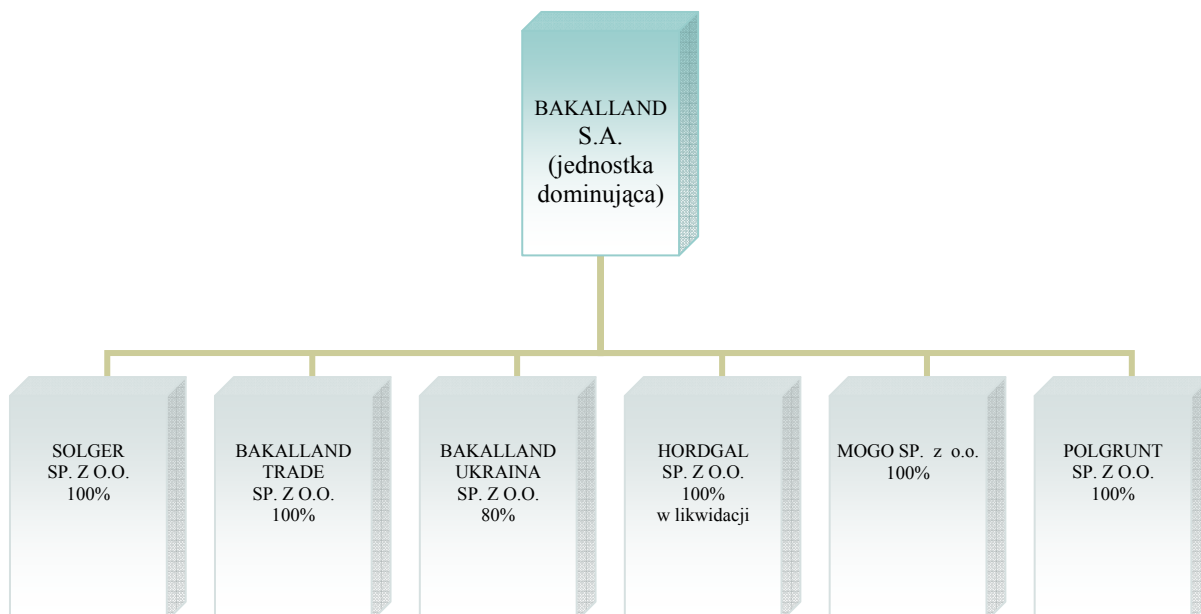 BAKALLAND
S.A.
(jednostka
dominująca)
SOLGER
SP. Z O.O.
100%
BAKALLAND
TRADE
SP. Z O.O.
100%
BAKALLAND
UKRAINA
SP. Z O.O.
80%
HORDGAL
SP. Z O.O.
100%
w likwidacji
MOGO SP. z o.o.
100%
POLGRUNT
SP. Z O.O.
100%